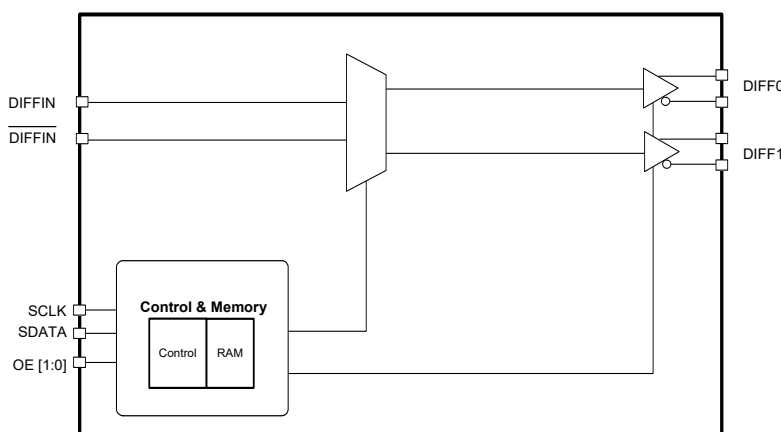 DIFFIN
DIFFIN
DIFF0
DIFF1
SCLK
SDATA
OE [1:0]
Control & Memory
Control
RAM